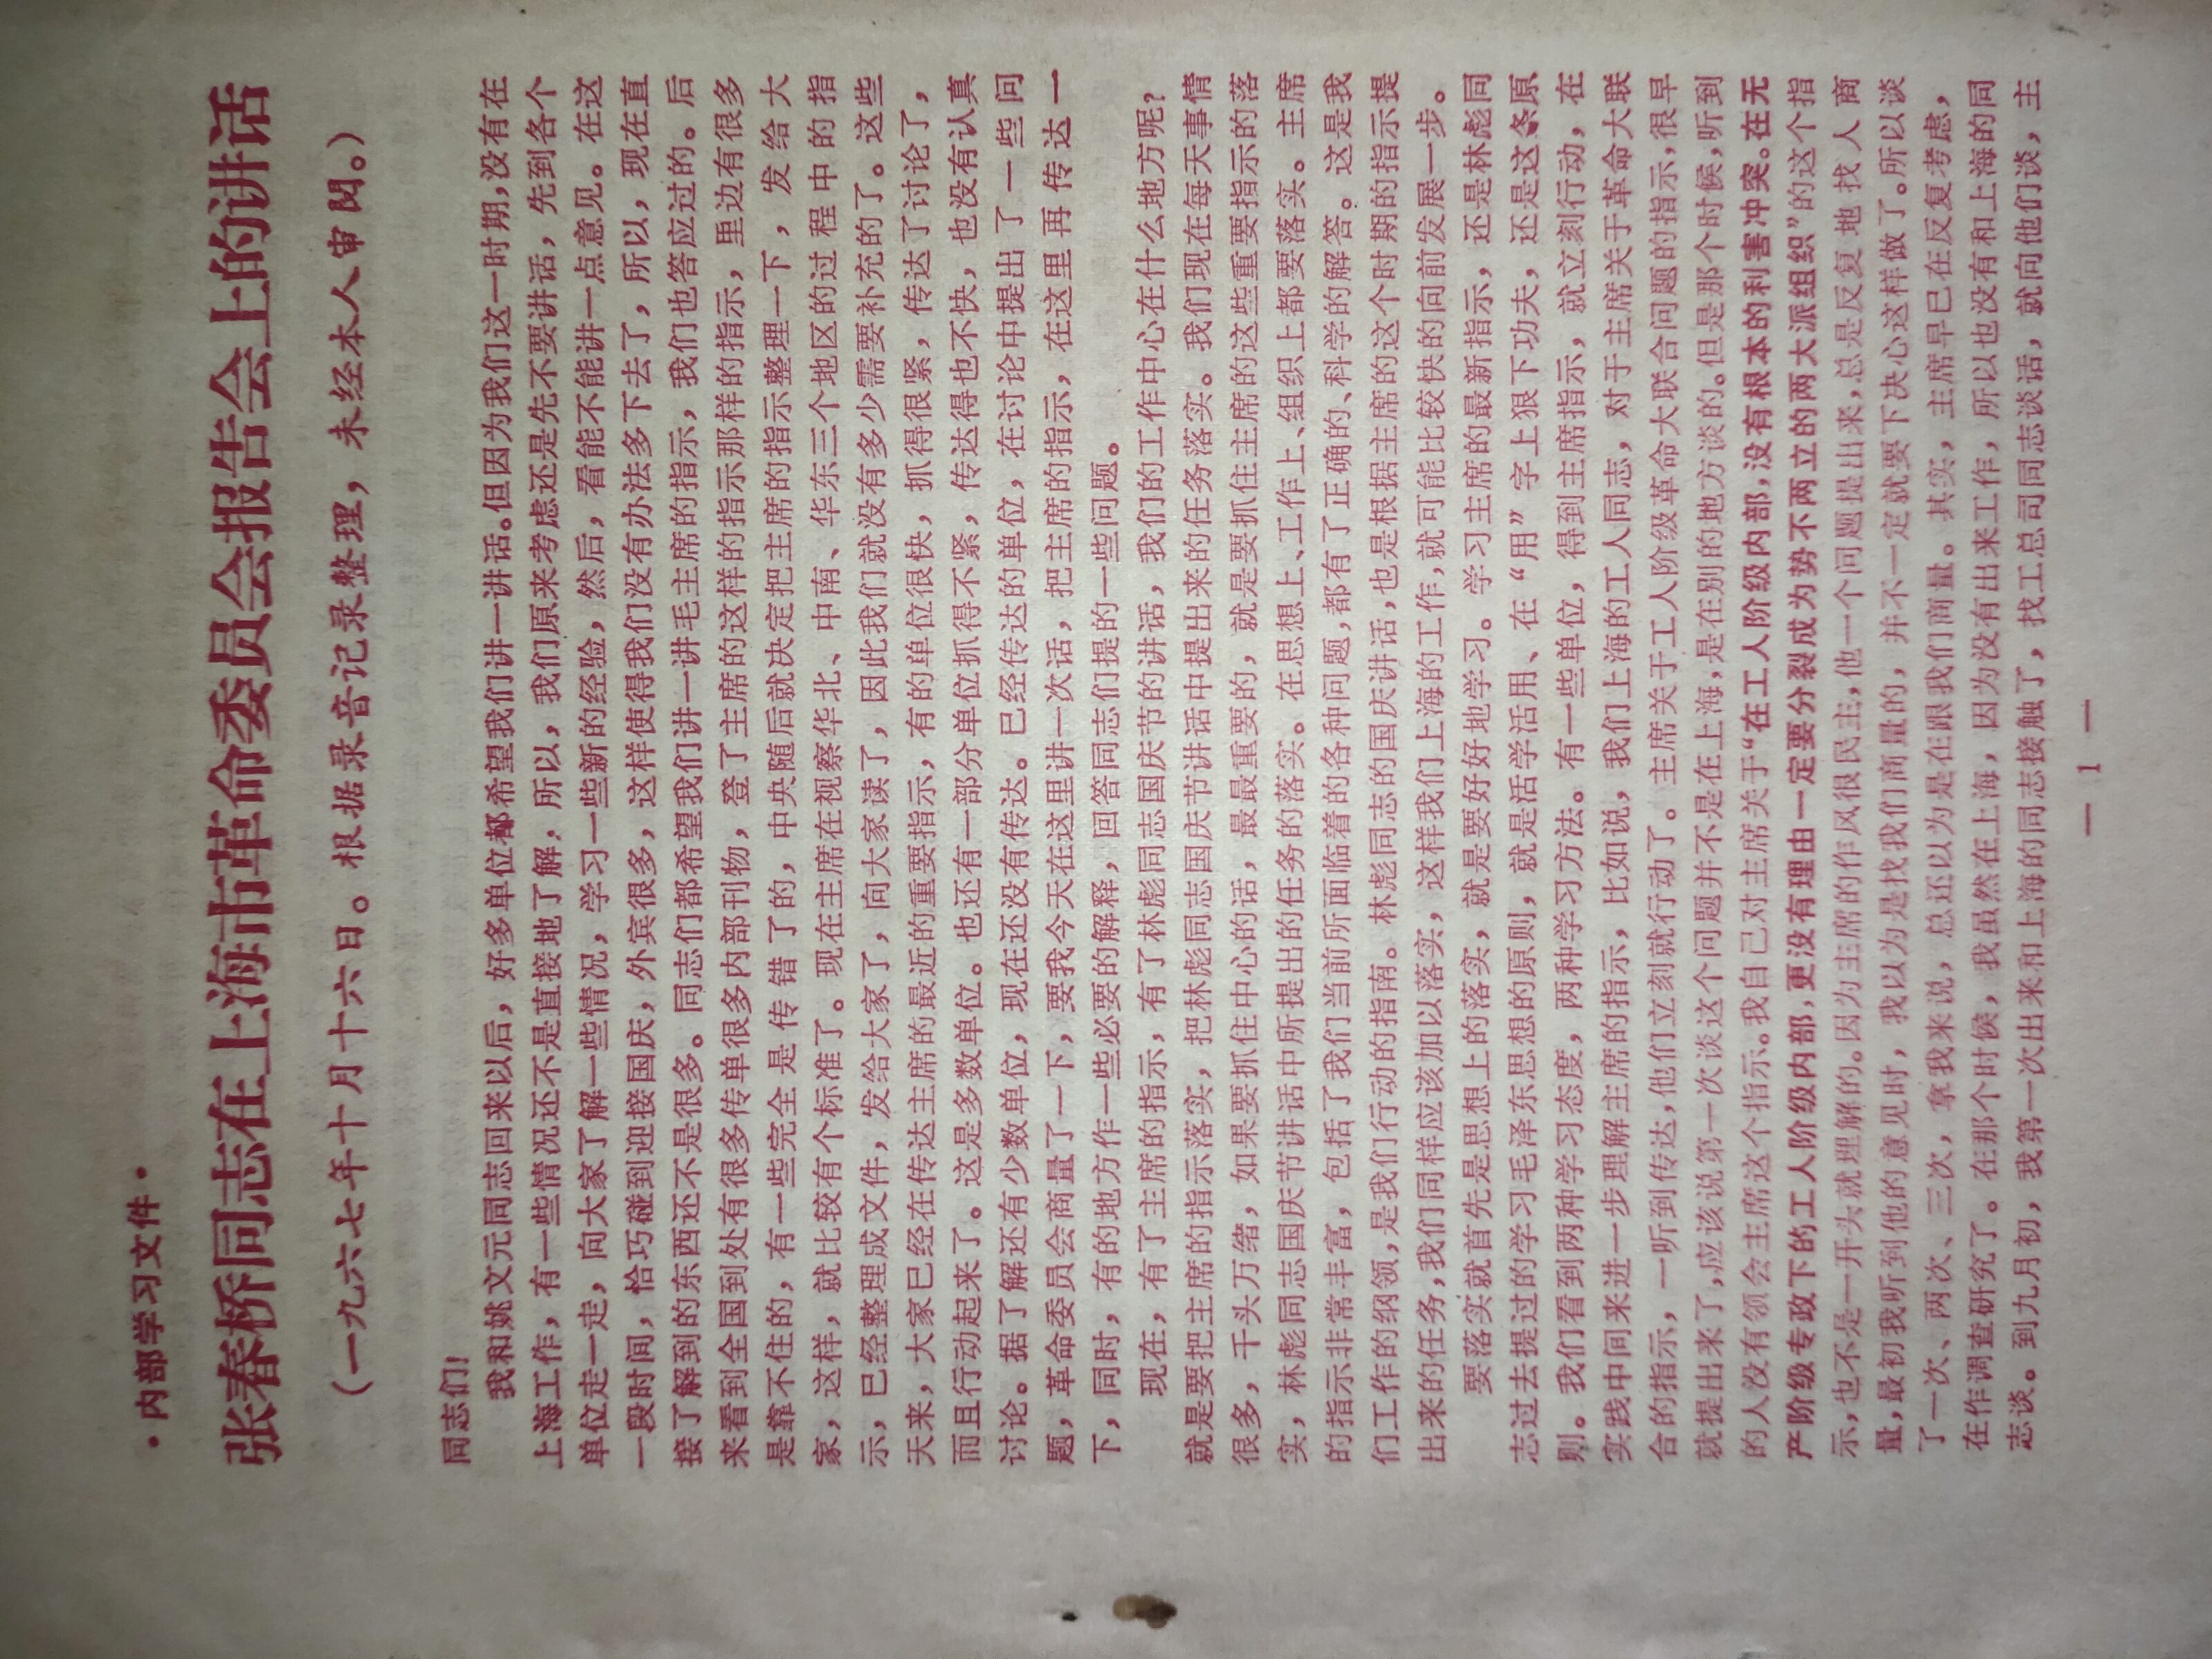 ·内部学习文件·
张春桥同志在上海市革命委员会报告会上的讲话
（一九六七年十月十六日。根据录音记录整理，未经本人审阅。）
同志们！
我和姚文元同志回来以后，好多单位都希望我们讲一讲话。但因为我们这一时期，没有在
上海工作，有一些情况还不是直接地了解，所以，我们原来考虑还是先不要讲话，先到各个
单位走一走，向大家了解一些情况，学习一些新的经验，然后，看能不能讲一点意见。在这
一段时间，恰巧碰到迎接国庆，外宾很多，这样使得我们没有办法多下去了，所以，现在直
接了解到的东西还不是很多。同志们都希望我们讲一讲毛主席的指示，我们也答应过的。后
来看到全国到处有很多传单很多内部刊物，登了主席的这样的指示那样的指示，里边有很多
是靠不住的，有一些完全是传错了的，中央随后就决定把主席的指示整理一下，发给大
家，这样，就比较有个标准了。现在主席在视察华北、中南、华东三个地区的过程中的指
示，已经整理成文件，发给大家了，向大家读了，因此我们就没有多少需要补充的了。这些
天来，大家已经在传达主席的最近的重要指示，有的单位很快，抓得很紧，传达了讨论了，
而且行动起来了。这是多数单位。也还有一部分单位抓得不紧，传达得也不快，也没有认真
讨论。据了解还有少数单位，现在还没有传达。已经传达的单位，在讨论中提出了一些问
题，革命委员会商量了一下，要我今天在这里讲一次话，把主席的指示，在这里再传达一
下，同时，有的地方作一些必要的解释，回答同志们提的一些问题。
现在，有了主席的指示，有了林彪同志国庆节的讲话，我们的工作中心在什么地方呢？
就是要把主席的指示落实，把林彪同志国庆节讲话中提出来的任务落实。我们现在每天事情
很多，千头万绪，如果要抓住中心的话，最最重要的，就是要抓住主席的这些重要指示的落
实，林彪同志国庆节讲话中所提出的任务的落实。在思想上、工作上、组织上都要落实。主席
的指示非常丰富，包括了我们当前所面临着的各种问题，都有了正确的、科学的解答。这是我
们工作的纲领，是我们行动的指南。林彪同志的国庆讲话，也是根据主席的这个时期的指示提
出来的任务，我们同样应该加以落实，这样我们上海的工作，就可能比较快的向前发展一步。
要落实就首先是思想上的落实，就是要好好地学习。学习主席的最新指示，还是林彪同
志过去提过的学习毛泽东思想的原则，就是活学活用、在“用”字上狠下功夫，还是这条原
则。我们看到两种学习态度，两种学习方法。有一些单位，得到主席指示，就立刻行动，在
实践中间来进一步理解主席的指示，比如说，我们上海的工人同志，对于主席关于革命大联
合的指示，一听到传达，他们立刻就行动了。主席关于工人阶级革命大联合问题的指示，很早
就提出来了，应该说第一次谈这个问题并不是在上海，是在别的地方谈的。但是那个时候，听到
的人没有领会主席这个指示。我自己对主席关于“在工人阶级内部，没有根本的利害冲突。在无
产阶级专政下的工人阶级内部，更没有理由一定要分裂成为势不两立的两大派组织”的这个指
示，也不是一开头就理解的。因为主席的作风很民主，他一个问题提出来，总是反复地找人商
量，最初我听到他的意见时，我以为是找我们商量的，并不一定就要下决心这样做了。所以谈
了一次、两次、三次，拿我来说，总还以为是在跟我们商量。其实，主席早已在反复考虑，
在作调查研究了。在那个时候，我虽然在上海，因为没有出来工作，所以也没有和上海的同
志谈。到九月初，我第一次出来和上海的同志接触了，找工总司同志谈话，就向他们谈，主
— 1 —